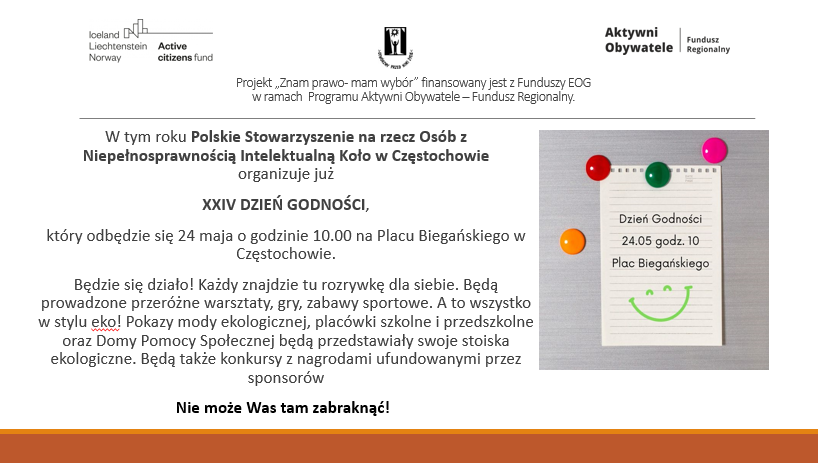 Iceland
Liechtenstein
Norway
Active
citizens fund
Aktywni
Obywatele
Fundusz
Regionalny
Projekt „Znam prawo- mam wybór” finansowany jest z Funduszy EOG
w ramach Programu Aktywni Obywatele – Fundusz Regionalny.
W tym roku Polskie Stowarzyszenie na rzecz Osób z
Niepełnosprawnością Intelektualną Koło w Częstochowie
organizuje już
XXIV DZIEŃ GODNOŚCI,
który odbędzie się 24 maja o godzinie 10.00 na Placu Biegańskiego w
Częstochowie.
Będzie się działo! Każdy znajdzie tu rozrywkę dla siebie. Będą
prowadzone przeróżne warsztaty, gry, zabawy sportowe. A to wszystko
w stylu eko! Pokazy mody ekologicznej, placówki szkolne i przedszkolne
oraz Domy Pomocy Społecznej będą przedstawiały swoje stoiska
ekologiczne. Będą także konkursy z nagrodami ufundowanymi przez
sponsorów
Nie może Was tam zabraknąć!
Dzień Godności
24.05 godz. 10
Plac Biegańskiego